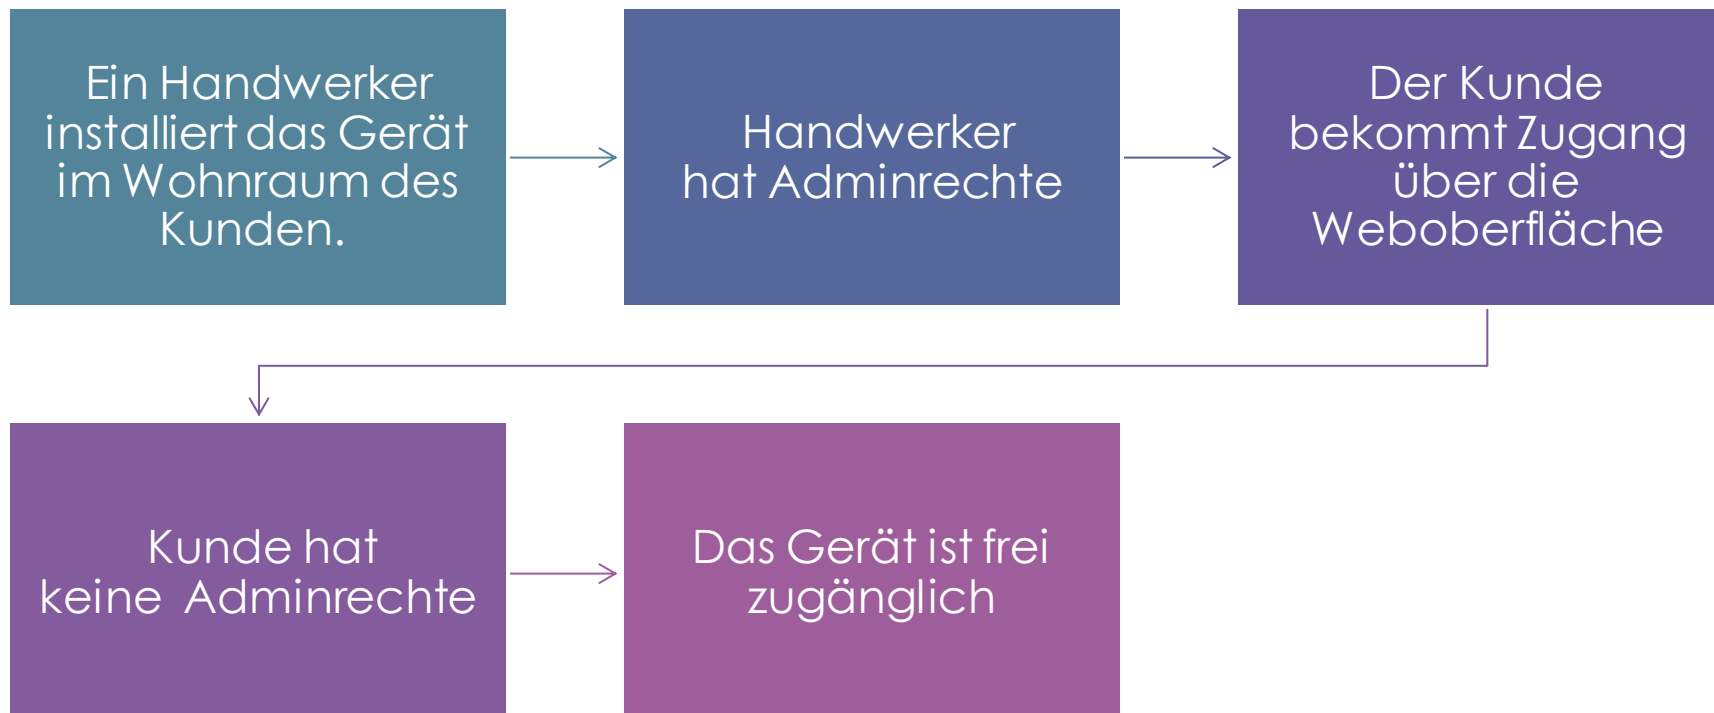 Ein Handwerker
installiert das Gerät
im Wohnraum des
Kunden.
Handwerker
hat Adminrechte
Der Kunde
bekommt Zugang
über die
Weboberfläche
Kunde hat
keine Adminrechte
Das Gerät ist frei
zugänglich